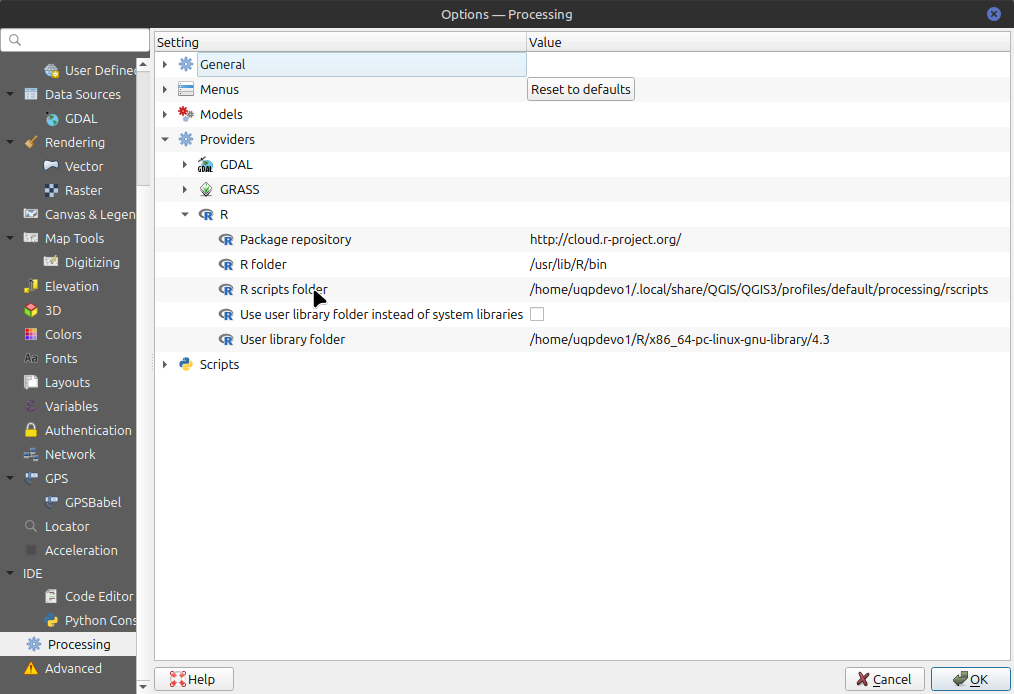 Options — Processing
Setting
Value
User Define
Data Sources
GDAL
Rendering
Vector
Raster
Canvas & Legen
Map Tools
Digitizing
Elevation
3D
Colors
Aa Fonts
Layouts
Variables
Authentication
Network
GPS
GPSBabel
Locator
Acceleration
IDE
Code Editor
Python Cons
Processing
Advanced
General
Menus
Reset to defaults
Models
Providers
GDAL GDAL
GRASS
R R
R Package repository
http://cloud.r-project.org/
R R folder
/usr/lib/R/bin
R R scripts folder
/home/uqpdevo1/.local/share/QGIS/QGIS3/profiles/default/processing/rscripts
R Use user library folder instead of system libraries
R User library folder
/home/uqpdevo1/R/x86_64-pc-linux-gnu-library/4.3
Scripts
Help
Cancel
OK